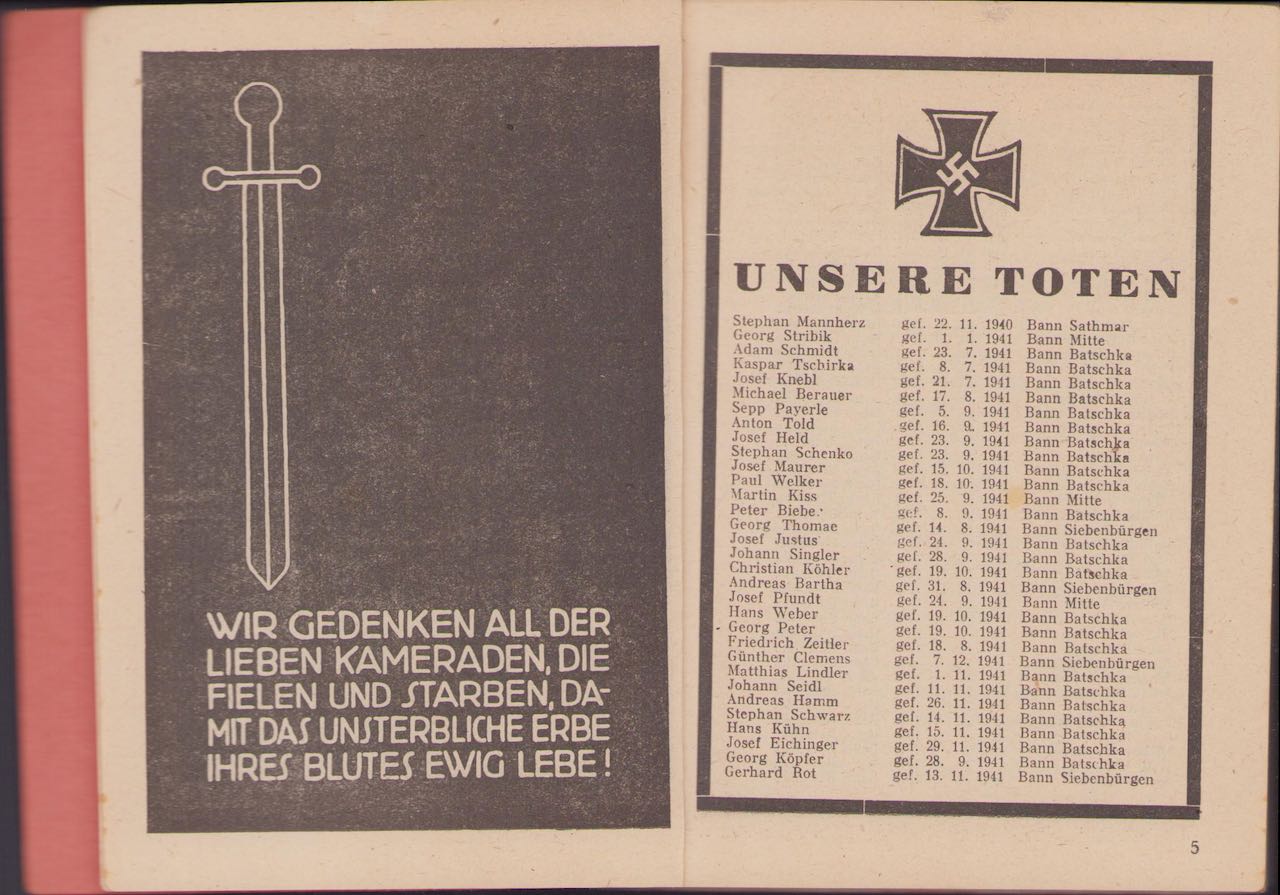 WIR GEDENKEN ALL DER
LIEBEN KAMERADEN, DIE
FIELEN UND STARBEN, DA-
MIT DAS UNSTERBLICHE ERBE
IHRES BLUTES EWIG LEBE!
UNSERE TOTEN
Stephan Mannherz gef. 22. 11. 1940 Bann Sathmar
Georg Stribik gef. 1. 1. 1941 Bann Mitte
Adam Schmidt gef. 23. 7. 1941 Bann Batschka
Kaspar Tschirka gef. 8. 7. 1941 Bann Batschka
Josef Knebl gef. 21. 7. 1941 Bann Batschka
Michael Berauer gef. 17. 8. 1941 Bann Batschka
Sepp Payerle gef. 5. 9. 1941 Bann Batschka
Anton Told gef. 16. 9. 1941 Bann Batschka
Josef Held gef. 23. 9. 1941 Bann Batschka
Stephan Schenko gef. 23. 9. 1941 Bann Batschka
Josef Maurer gef. 15. 10. 1941 Bann Batschka
Paul Welker gef. 18. 10. 1941 Bann Batschka
Martin Kiss gef. 25. 9. 1941 Bann Mitte
Peter gef. 8. 9. 1941 Bann Batschka
Georg Thomae gef. 14. 8. 1941 Bann Siebenbürgen
Josef Justus gef. 24. 9. 1941 Bann Batschka
Johann Singler gef. 28. 9. 1941 Bann Batschka
Christian Köhler gef. 19. 10. 1941 Bann Batschka
Andreas Bartha gef. 31. 8. 1941 Bann Siebenbürgen
Josef Pfundt gef. 24. 9. 1941 Bann Mitte
Hans Weber gef. 19. 10. 1941 Bann Batschka
Georg Peter gef. 19. 10. 1941 Bann Batschka
Friedrich Zeitler gef. 18. 8. 1941 Bann Batschka
Günther Clemens gef. 7. 12. 1941 Bann Siebenbürgen
Matthias Lindler gef. 1. 11. 1941 Bann Batschka
Johann Seidl gef. 11. 11. 1941 Bann Batschka
Andreas Hamm gef. 26. 11. 1941 Bann Batschka
Stephan Schwarz gef. 14. 11. 1941 Bann Batschka
Hans Kühn gef. 15. 11. 1941 Bann Batschka
Josef Eichinger gef. 29. 11. 1941 Bann Batschka
Georg Köpfer gef. 28. 9. 1941 Bann Batschka
Gerhard Rot gef. 13. 11. 1941 Bann Siebenbürgen
5